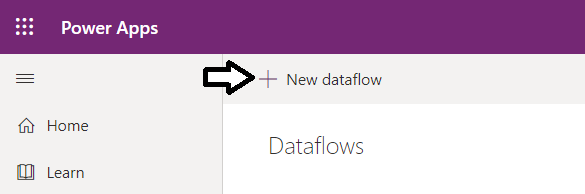 Power Apps
New dataflow
Home
Dataflows
Learn